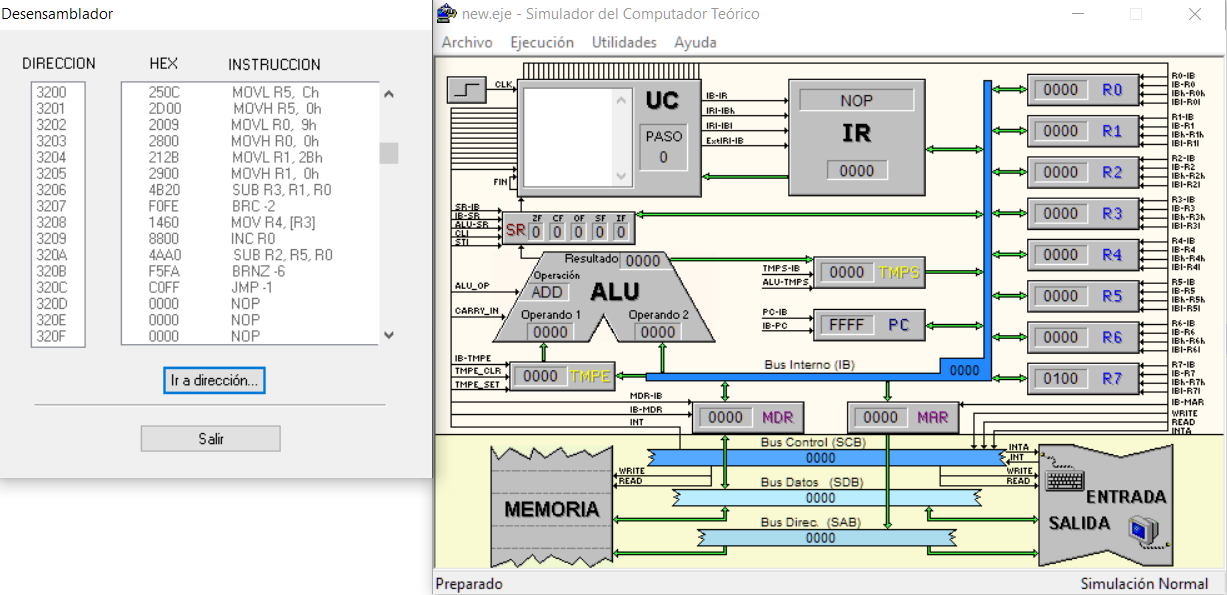 Desensamblador
DIRECCION HEX INSTRUCCION
3200 250C MOVL R5, Ch
3201 2D00 MOVH R5, 0h
3202 2009 MOVL R0, 9h
3203 2800 MOVH R0, 0h
3204 212B MOVL R1, 2Bh
3205 2900 MOVH R1, 0h
3206 4B20 SUB R3, R1, R0
3207 F0FE BRC -2
3208 1460 MOV R4, [R3]
3209 8800 INC R0
320A 4AA0 SUB R2, R5, R0
320B F5FA BRNZ -6
320C C0FF JMP -1
320D 0000 NOP
320E 0000 NOP
320F 0000 NOP
Ir a dirección...
Salir
new.eje - Simulador del Computador Teórico
Archivo Ejecución Utilidades Ayuda
CLK
UC
PASO
0
FIN
IB-IR
IRl-IBh
IRl-IBl
ExtIRl-IB
NOP
IR
0000
SR-IB
IB-SR
ALU-SR
CLI
STI
ZF CF OF SF IF
SR 0 0 0 0 0
Resultado 0000
Operación
ADD
ALU
Operando 1 Operando 2
0000 0000
ALU_OP
CARRY_IN
TMPS-IB
ALU-TMPS
0000 TMPS
PC-IB
IB-PC
FFFF PC
IB-TMPE
TMPE_CLR
TMPE_SET
0000 TMPE
Bus Interno (IB)
0000
MDR-IB
IB-MDR
INT
0000 MDR
0000 MAR
0000 R0
R0-IB
IB-R0
IBh-R0h
IBl-R0l
0000 R1
R1-IB
IB-R1
IBh-R1h
IBl-R1l
0000 R2
R2-IB
IB-R2
IBh-R2h
IBl-R2l
0000 R3
R3-IB
IB-R3
IBh-R3h
IBl-R3l
0000 R4
R4-IB
IB-R4
IBh-R4h
IBl-R4l
0000 R5
R5-IB
IB-R5
IBh-R5h
IBl-R5l
0000 R6
R6-IB
IB-R6
IBh-R6h
IBl-R6l
0100 R7
R7-IB
IB-R7
IBh-R7h
IBl-R7l
IB-MAR
WRITE
READ
INTA
Bus Control (SCB)
0000
Bus Datos (SDB)
0000
Bus Direc. (SAB)
0000
MEMORIA
WRITE
READ
INTA
INT
WRITE
READ
ENTRADA
SALIDA
Preparado
Simulación Normal